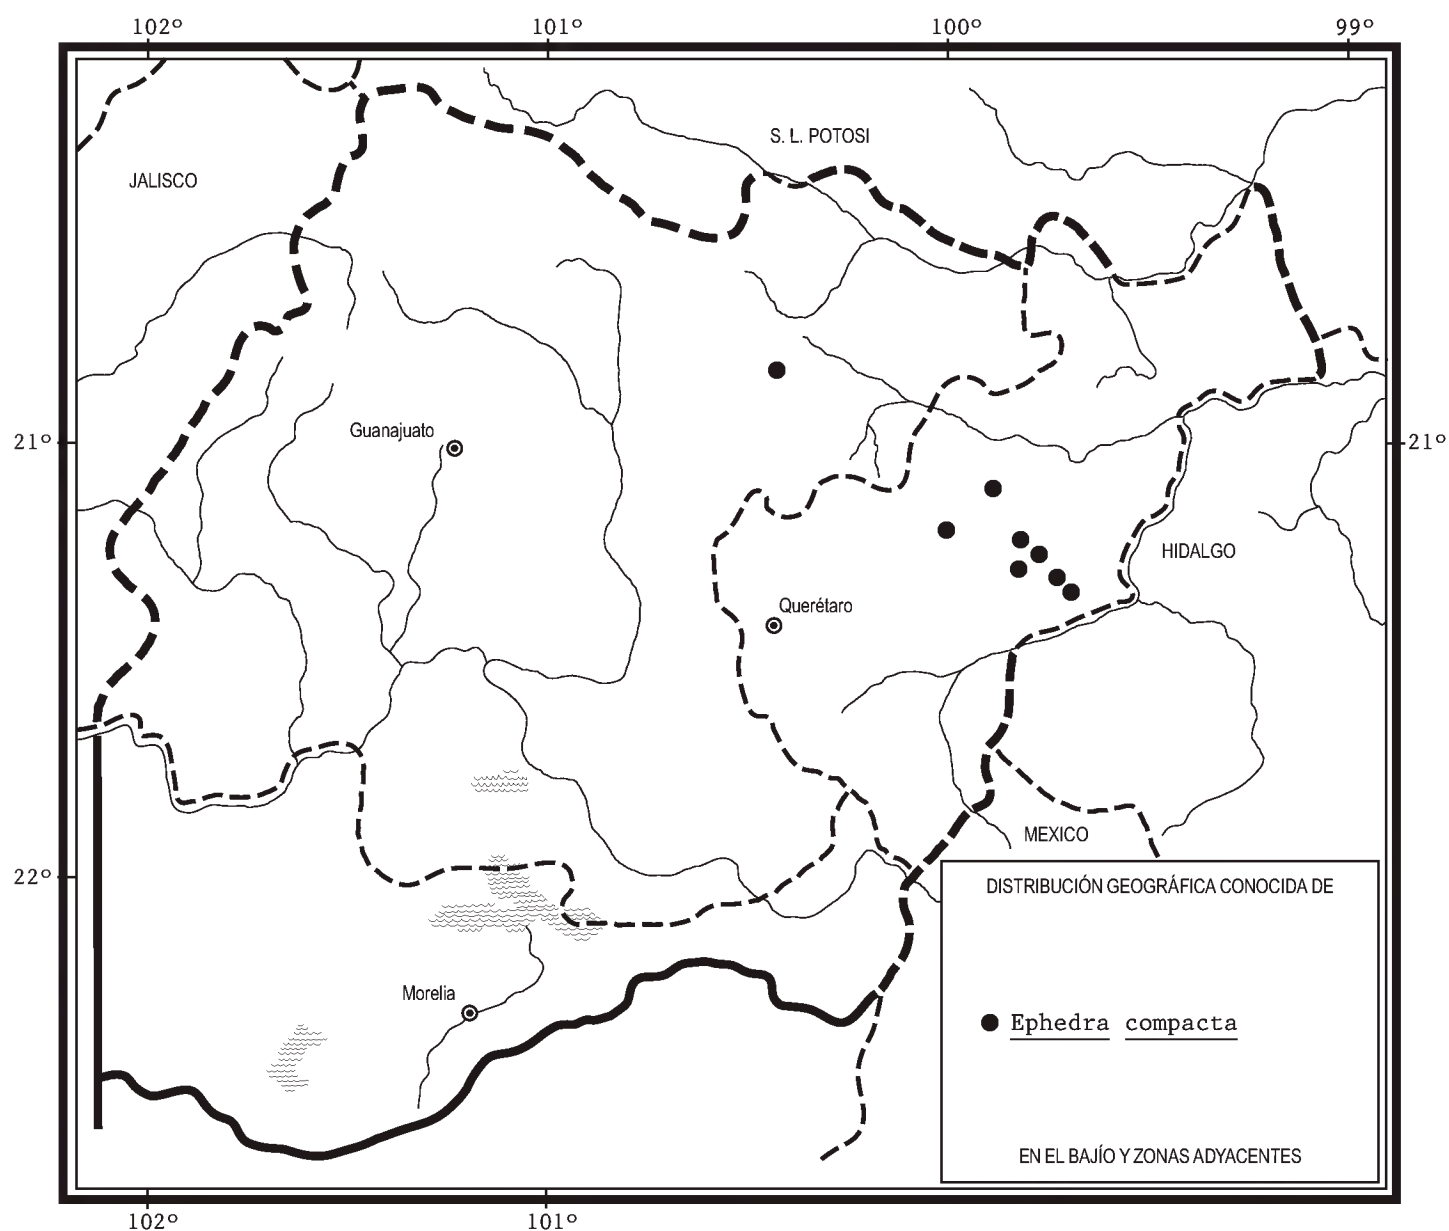 102º 101º 100º 99º
S. L. POTOSI
JALISCO
Guanajuato
21º 21º
HIDALGO
Querétaro
MEXICO
22º
DISTRIBUCIÓN GEOGRÁFICA CONOCIDA DE
Morelia
Ephedra compacta
EN EL BAJÍO Y ZONAS ADYACENTES
102º 101º